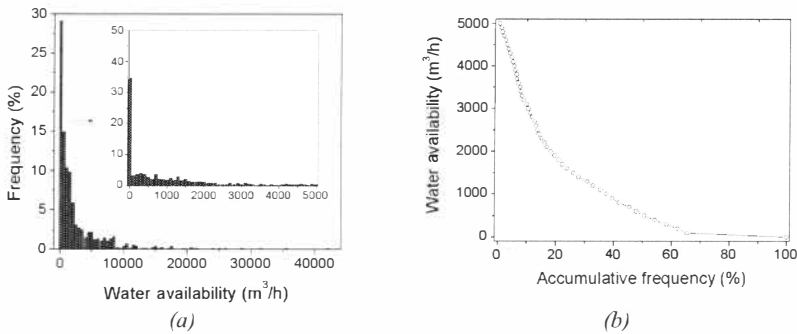 30
25
20
15
10
5
0
Frequency (%)
50
40
30
20
10
0
0 1000 2000 3000 4000 5000
0 10000 20000 30000 40000
Water availability (m³/h)
(a)
5000
4000
3000
2000
1000
0
Water availability (m³/h)
0 20 40 60 80 100
Accumulative frequency (%)
(b)